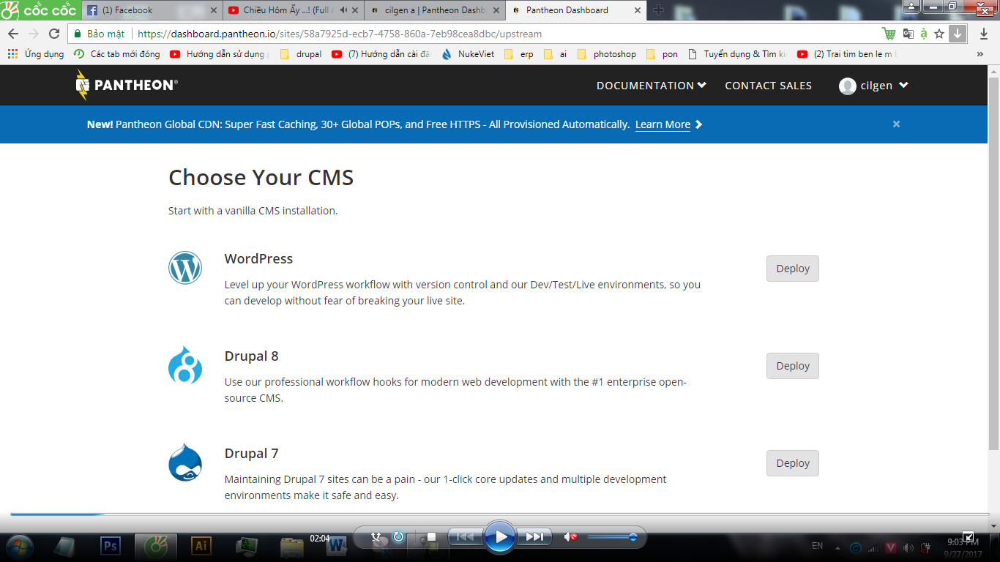 cốc cốc
(1) Facebook
Chiều Hôm Ấy ...! (Full
cilgen a | Pantheon Dashb
Pantheon Dashboard
Bảo mật
https://dashboard.pantheon.io/sites/58a7925d-ecb7-4758-860a-7eb98cea8dbc/upstream
Ứng dụng
Các tab mới đóng
Hướng dẫn sử dụng
drupal
(7) Hướng dẫn cài đặ
NukeViet
erp
ai
photoshop
pon
Tuyển dụng & Tìm ki
(2) Trai tim ben le m
»
PANTHEON®
DOCUMENTATION
CONTACT SALES
cilgen
New! Pantheon Global CDN: Super Fast Caching, 30+ Global POPs, and Free HTTPS - All Provisioned Automatically. Learn More
Choose Your CMS
Start with a vanilla CMS installation.
WordPress
Level up your WordPress workflow with version control and our Dev/Test/Live environments, so you
can develop without fear of breaking your live site.
Deploy
Drupal 8
Use our professional workflow hooks for modern web development with the #1 enterprise open-
source CMS.
Deploy
Drupal 7
Maintaining Drupal 7 sites can be a pain - our 1-click core updates and multiple development
environments make it safe and easy.
Deploy
Ps
Ai
02:04
W
EN
V
9:03 PM
9/27/2017